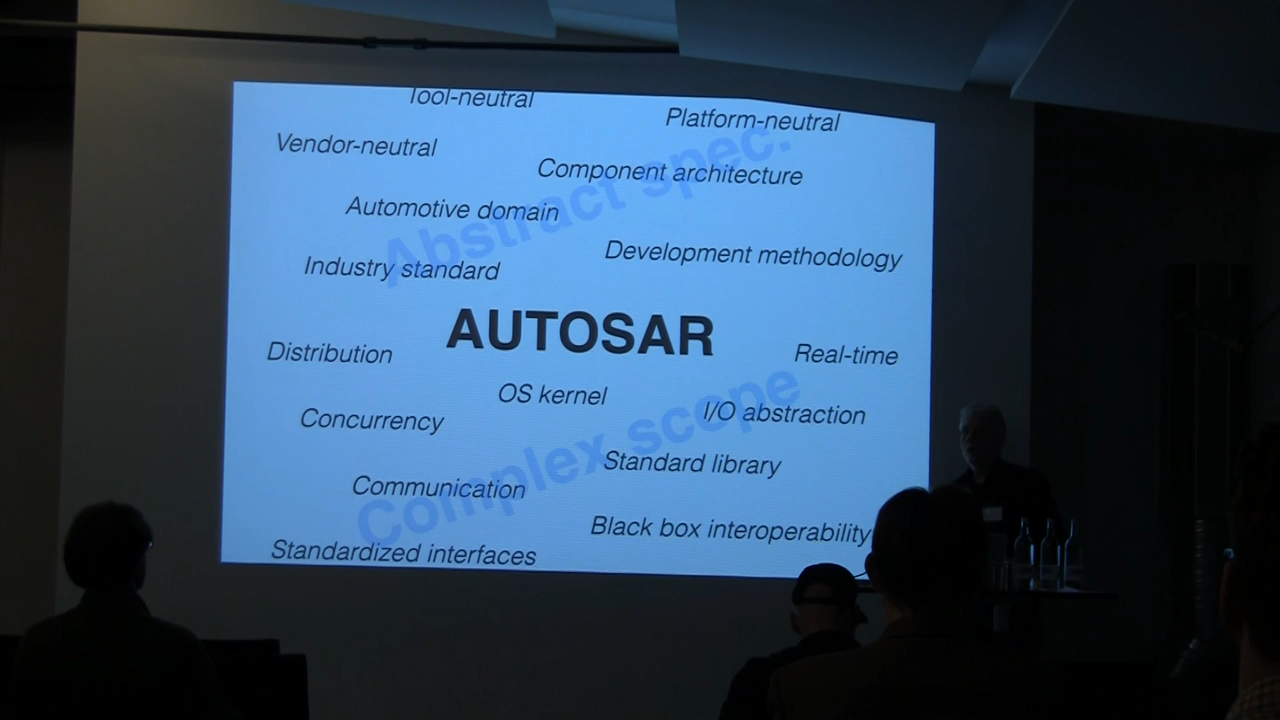 Tool-neutral
Platform-neutral
Vendor-neutral
Component architecture
Abstract spec.
Automotive domain
Development methodology
Industry standard
AUTOSAR
Distribution
Real-time
OS kernel
I/O abstraction
Concurrency
Complex scope
Standard library
Communication
Black box interoperability
Standardized interfaces